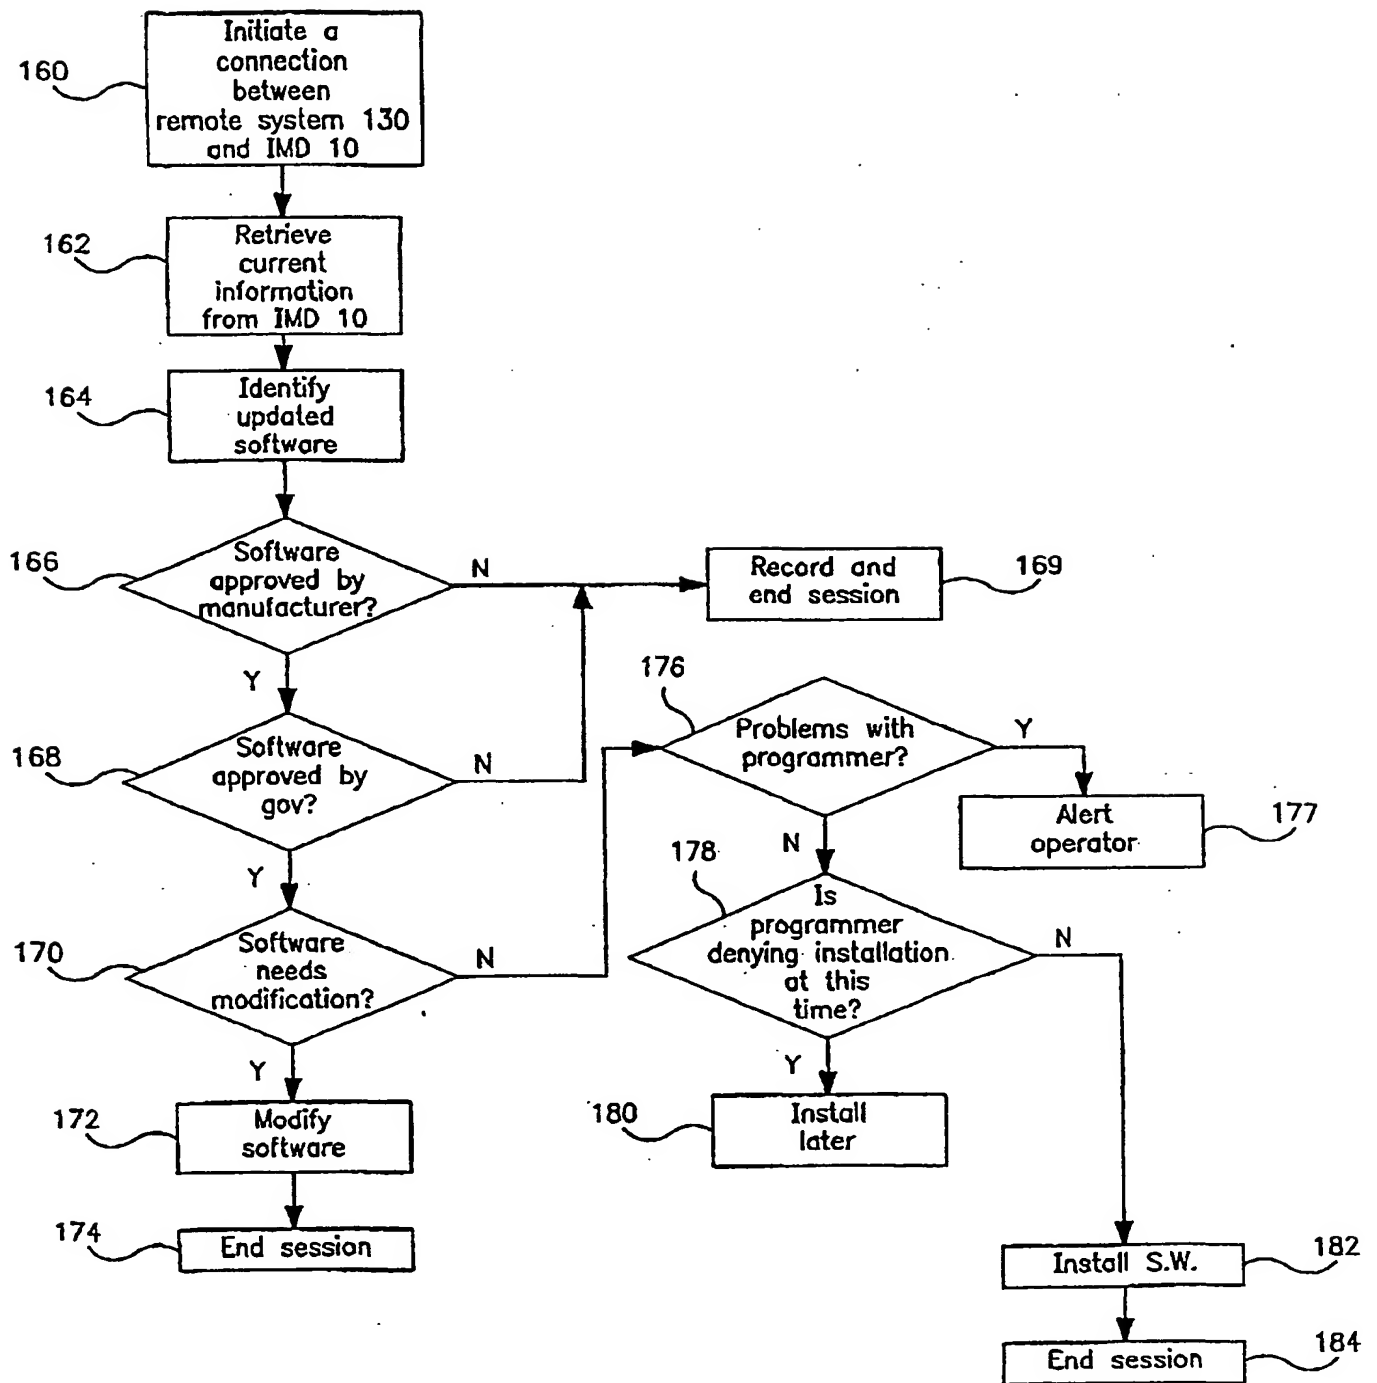 160
Initiate a
connection
between
remote system 130
and IMD 10
162
Retrieve
current
information
from IMD 10
164
Identify
updated
software
166
Software
approved by
manufacturer?
N
Record and
end session
169
Y
168
Software
approved by
gov?
N
176
Problems with
programmer?
Y
Alert
operator
177
Y
N
170
Software
needs
modification?
N
178
Is
programmer
denying installation
at this
time?
N
Y
Y
172
Modify
software
180
Install
later
174
End session
Install S.W.
182
End session
184